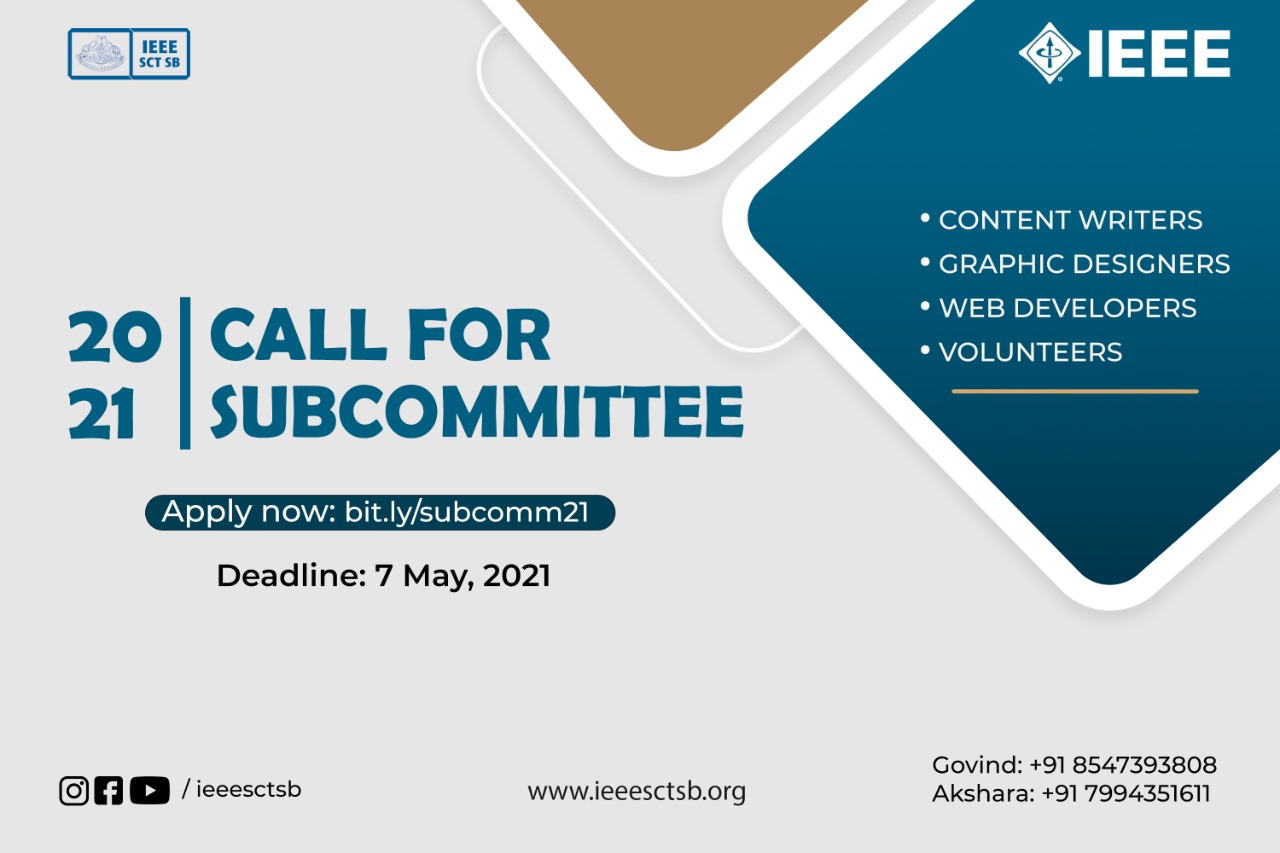 IEEE
SCT SB
IEEE
• CONTENT WRITERS
• GRAPHIC DESIGNERS
• WEB DEVELOPERS
• VOLUNTEERS
20
21
CALL FOR
SUBCOMMITTEE
Apply now: bit.ly/subcomm21
Deadline: 7 May, 2021
/ ieeesctsb
www.ieeesctsb.org
Govind: +91 8547393808
Akshara: +91 7994351611